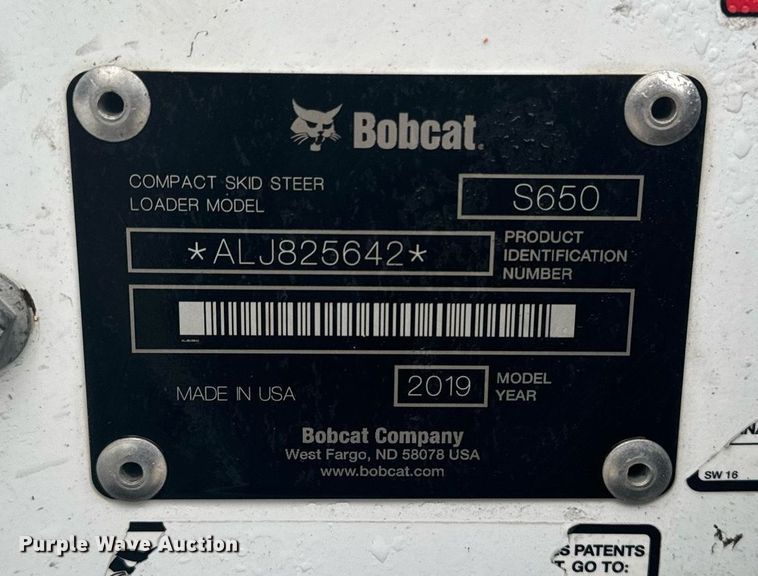 Bobcat.
COMPACT SKID STEER
LOADER MODEL
S650
*ALJ825642*
PRODUCT
IDENTIFICATION
NUMBER
MADE IN USA
2019
MODEL
YEAR
Bobcat Company
West Fargo, ND 58078 USA
www.bobcat.com
SW 16
S PATENTS
T. GO TO:
Purple Wave Auction